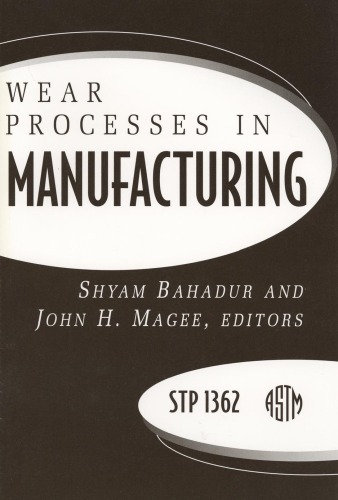 WEAR
PROCESSES IN
MANUFACTURING
SHYAM BAHADUR AND
JOHN H. MAGEE, EDITORS
STP 1362 ASTM